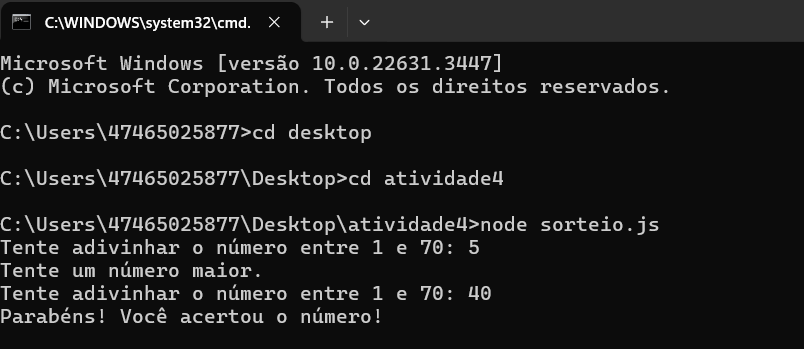 C:\WINDOWS\system32\cmd.
Microsoft Windows [versão 10.0.22631.3447]
(c) Microsoft Corporation. Todos os direitos reservados.
C:\Users\47465025877>cd desktop
C:\Users\47465025877\Desktop>cd atividade4
C:\Users\47465025877\Desktop\atividade4>node sorteio.js
Tente adivinhar o número entre 1 e 70: 5
Tente um número maior.
Tente adivinhar o número entre 1 e 70: 40
Parabéns! Você acertou o número!